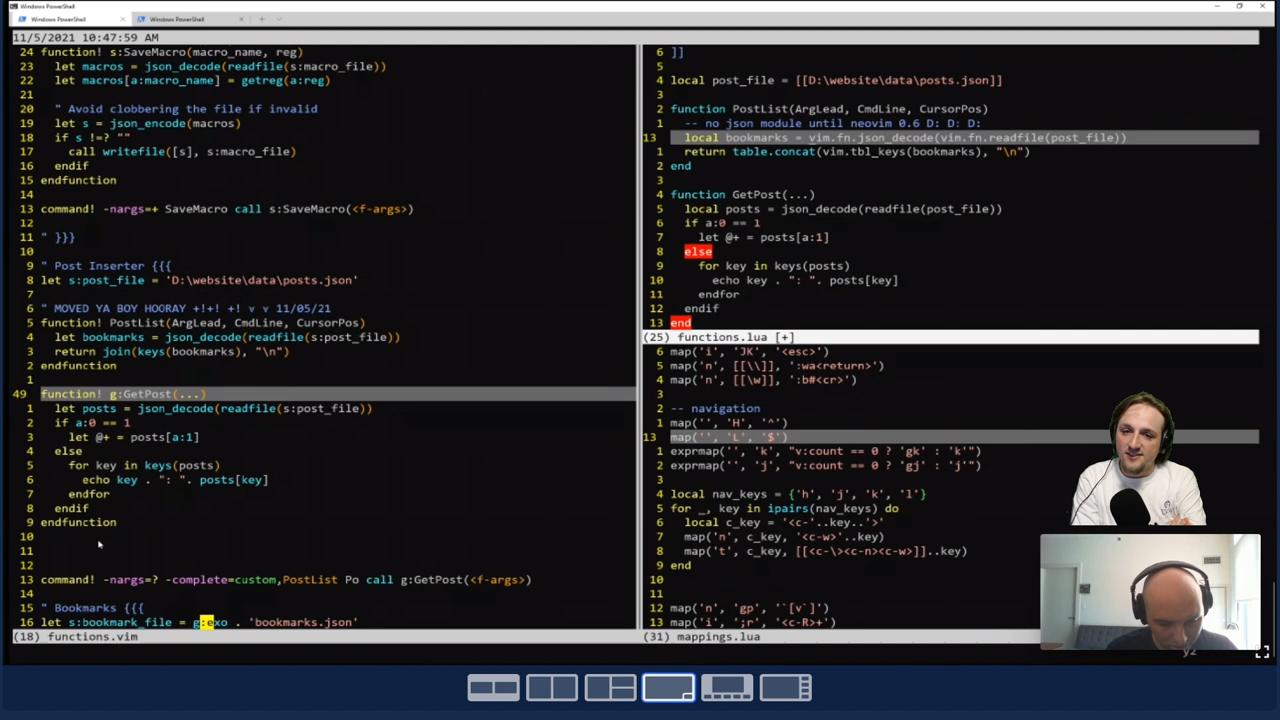 Windows PowerShell
Windows PowerShell
Windows PowerShell
11/5/2021 10:47:59 AM
24 function! s:SaveMacro(macro_name, reg)
23 let macros = json_decode(readfile(s:macro_file))
22 let macros[a:macro_name] = getreg(a:reg)
21
20 " Avoid clobbering the file if invalid
19 let s = json_encode(macros)
18 if s !=? ""
17 call writefile([s], s:macro_file)
16 endif
15 endfunction
14
13 command! -nargs=+ SaveMacro call s:SaveMacro(<f-args>)
12
11 " }}}
10
9 " Post Inserter {{{
8 let s:post_file = 'D:\website\data\posts.json'
7
6 " MOVED YA BOY HOORAY +!+! +! v v 11/05/21
5 function! PostList(ArgLead, CmdLine, CursorPos)
4 let bookmarks = json_decode(readfile(s:post_file))
3 return join(keys(bookmarks), "\n")
2 endfunction
1
49 function! g:GetPost(...)
1 let posts = json_decode(readfile(s:post_file))
2 if a:0 == 1
3 let @+ = posts[a:1]
4 else
5 for key in keys(posts)
6 echo key . ": ". posts[key]
7 endfor
8 endif
9 endfunction
10
11
12
13 command! -nargs=? -complete=custom,PostList Po call g:GetPost(<f-args>)
14
15 " Bookmarks {{{
16 let s:bookmark_file = g:exo . 'bookmarks.json'
(18) functions.vim
6 ]]
5
4 local post_file = [[D:\website\data\posts.json]]
3
2 function PostList(ArgLead, CmdLine, CursorPos)
1 -- no json module until neovim 0.6 D: D: D:
13 local bookmarks = vim.fn.json_decode(vim.fn.readfile(post_file))
1 return table.concat(vim.tbl_keys(bookmarks), "\n")
2 end
3
4 function GetPost(...)
5 local posts = json_decode(readfile(post_file))
6 if a:0 == 1
7 let @+ = posts[a:1]
8 else
9 for key in keys(posts)
10 echo key . ": ". posts[key]
11 endfor
12 endif
13 end
(25) functions.lua [+]
6 map('i', 'JK', '<esc>')
5 map('n', [[\\]], ':wa<return>')
4 map('n', [[\w]], ':b#<cr>')
3
2 -- navigation
1 map('', 'H', '^')
13 map('', 'L', '$')
1 exprmap('', 'k', "v:count == 0 ? 'gk' : 'k'")
2 exprmap('', 'j', "v:count == 0 ? 'gj' : 'j'")
3
4 local nav_keys = {'h', 'j', 'k', 'l'}
5 for _, key in ipairs(nav_keys) do
6 local c_key = '<c-'..key..'>'
7 map('n', c_key, '<c-w>'..key)
8 map('t', c_key, [[<c-\><c-n><c-w>]]..key)
9 end
10
11
12 map('n', 'gp', '`[v`]')
13 map('i', ';r', '<c-R>+')
(31) mappings.lua